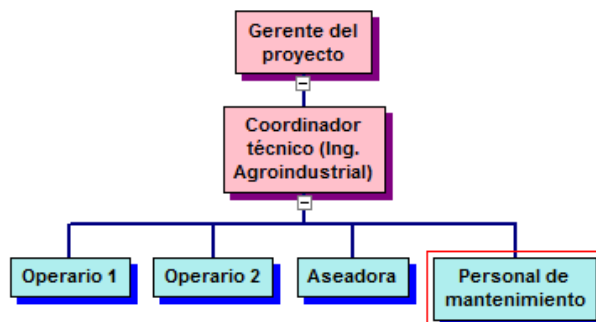 Gerente del
proyecto
Coordinador
técnico (Ing.
Agroindustrial)
Operario 1
Operario 2
Aseadora
Personal de
mantenimiento